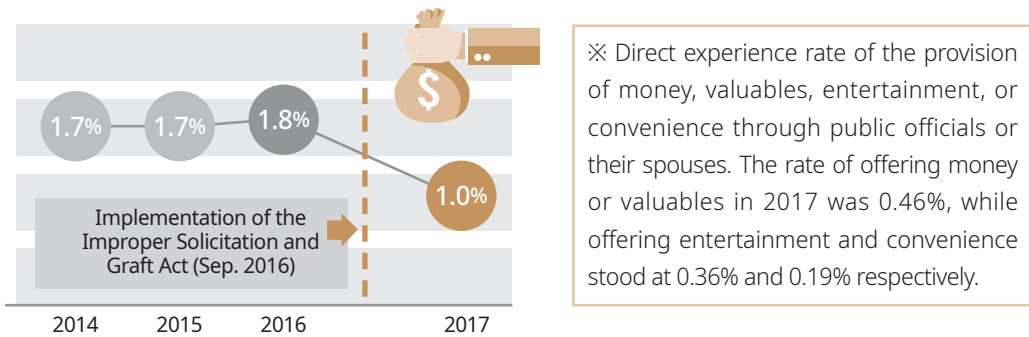 $
1.7%
1.7%
1.8%
1.0%
Implementation of the
Improper Solicitation and
Graft Act (Sep. 2016)
2014
2015
2016
2017
※ Direct experience rate of the provision
of money, valuables, entertainment, or
convenience through public officials or
their spouses. The rate of offering money
or valuables in 2017 was 0.46%, while
offering entertainment and convenience
stood at 0.36% and 0.19% respectively.